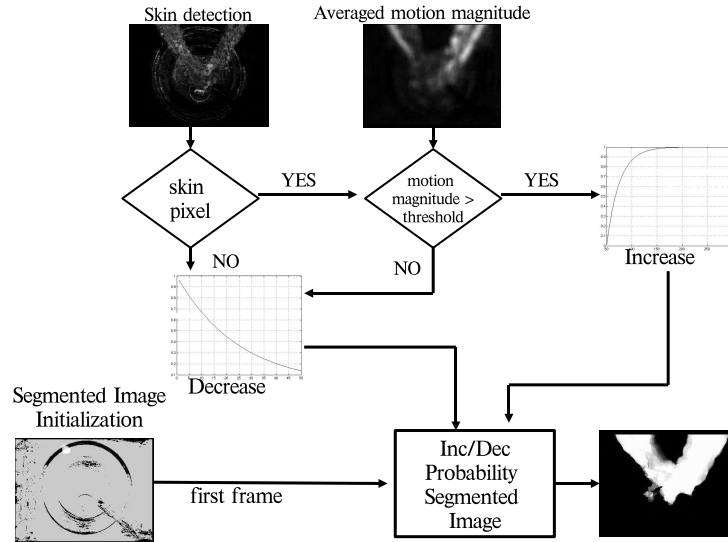 Skin detection
Averaged motion magnitude
skin
pixel
YES
motion
magnitude >
threshold
YES
NO
NO
Increase
Decrease
Segmented Image
Initialization
first frame
Inc/Dec
Probability
Segmented
Image